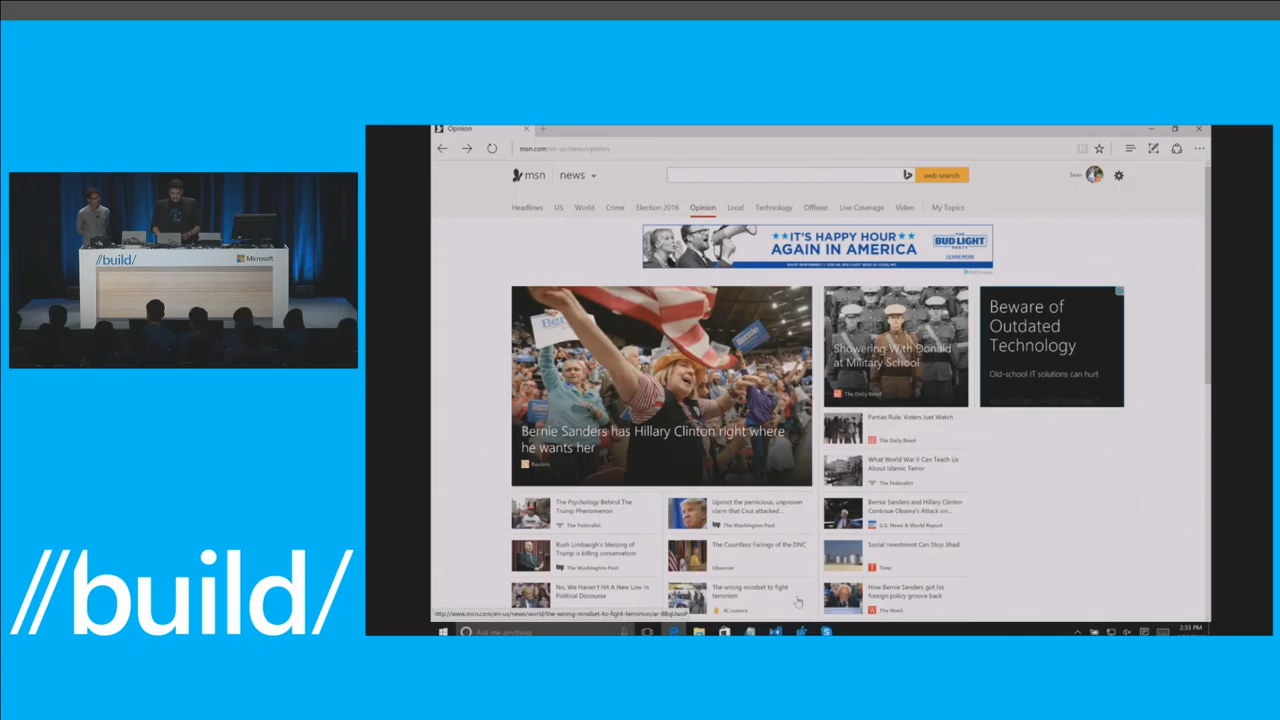 Opinion
msn.com/en-us/news/opinion
msn
news
web search
Sean
Headlines
US
World
Crime
Election 2016
Opinion
Local
Technology
Offbeat
Live Coverage
Video
My Topics
IT'S HAPPY HOUR
AGAIN IN AMERICA
THE
BUD LIGHT
PARTY
LEARN MORE
AdChoices
Bernie
Bernie Sanders has Hillary Clinton right where
he wants her
Reuters
Showering With Donald
at Military School
The Daily Beast
Beware of
Outdated
Technology
Old-school IT solutions can hurt
Parties Rule, Voters Just Watch
The Daily Beast
What World War II Can Teach Us
About Islamic Terror
The Federalist
The Psychology Behind The
Trump Phenomenon
The Federalist
Uproot the pernicious, unproven
claim that Cruz attacked...
The Washington Post
Bernie Sanders and Hillary Clinton
Continue Obama's Attack on...
U.S. News & World Report
Rush Limbaugh's blessing of
Trump is killing conservatism
The Washington Post
The Countless Failings of the DNC
Observer
Social Investment Can Stop Jihad
Time
No, We Haven't Hit A New Low in
Political Discourse
The wrong mindset to fight
terrorism
Al Jazeera
How Bernie Sanders got his
foreign policy groove back
The Week
Ask me anything
2:33 PM
//build/
Microsoft
//build/